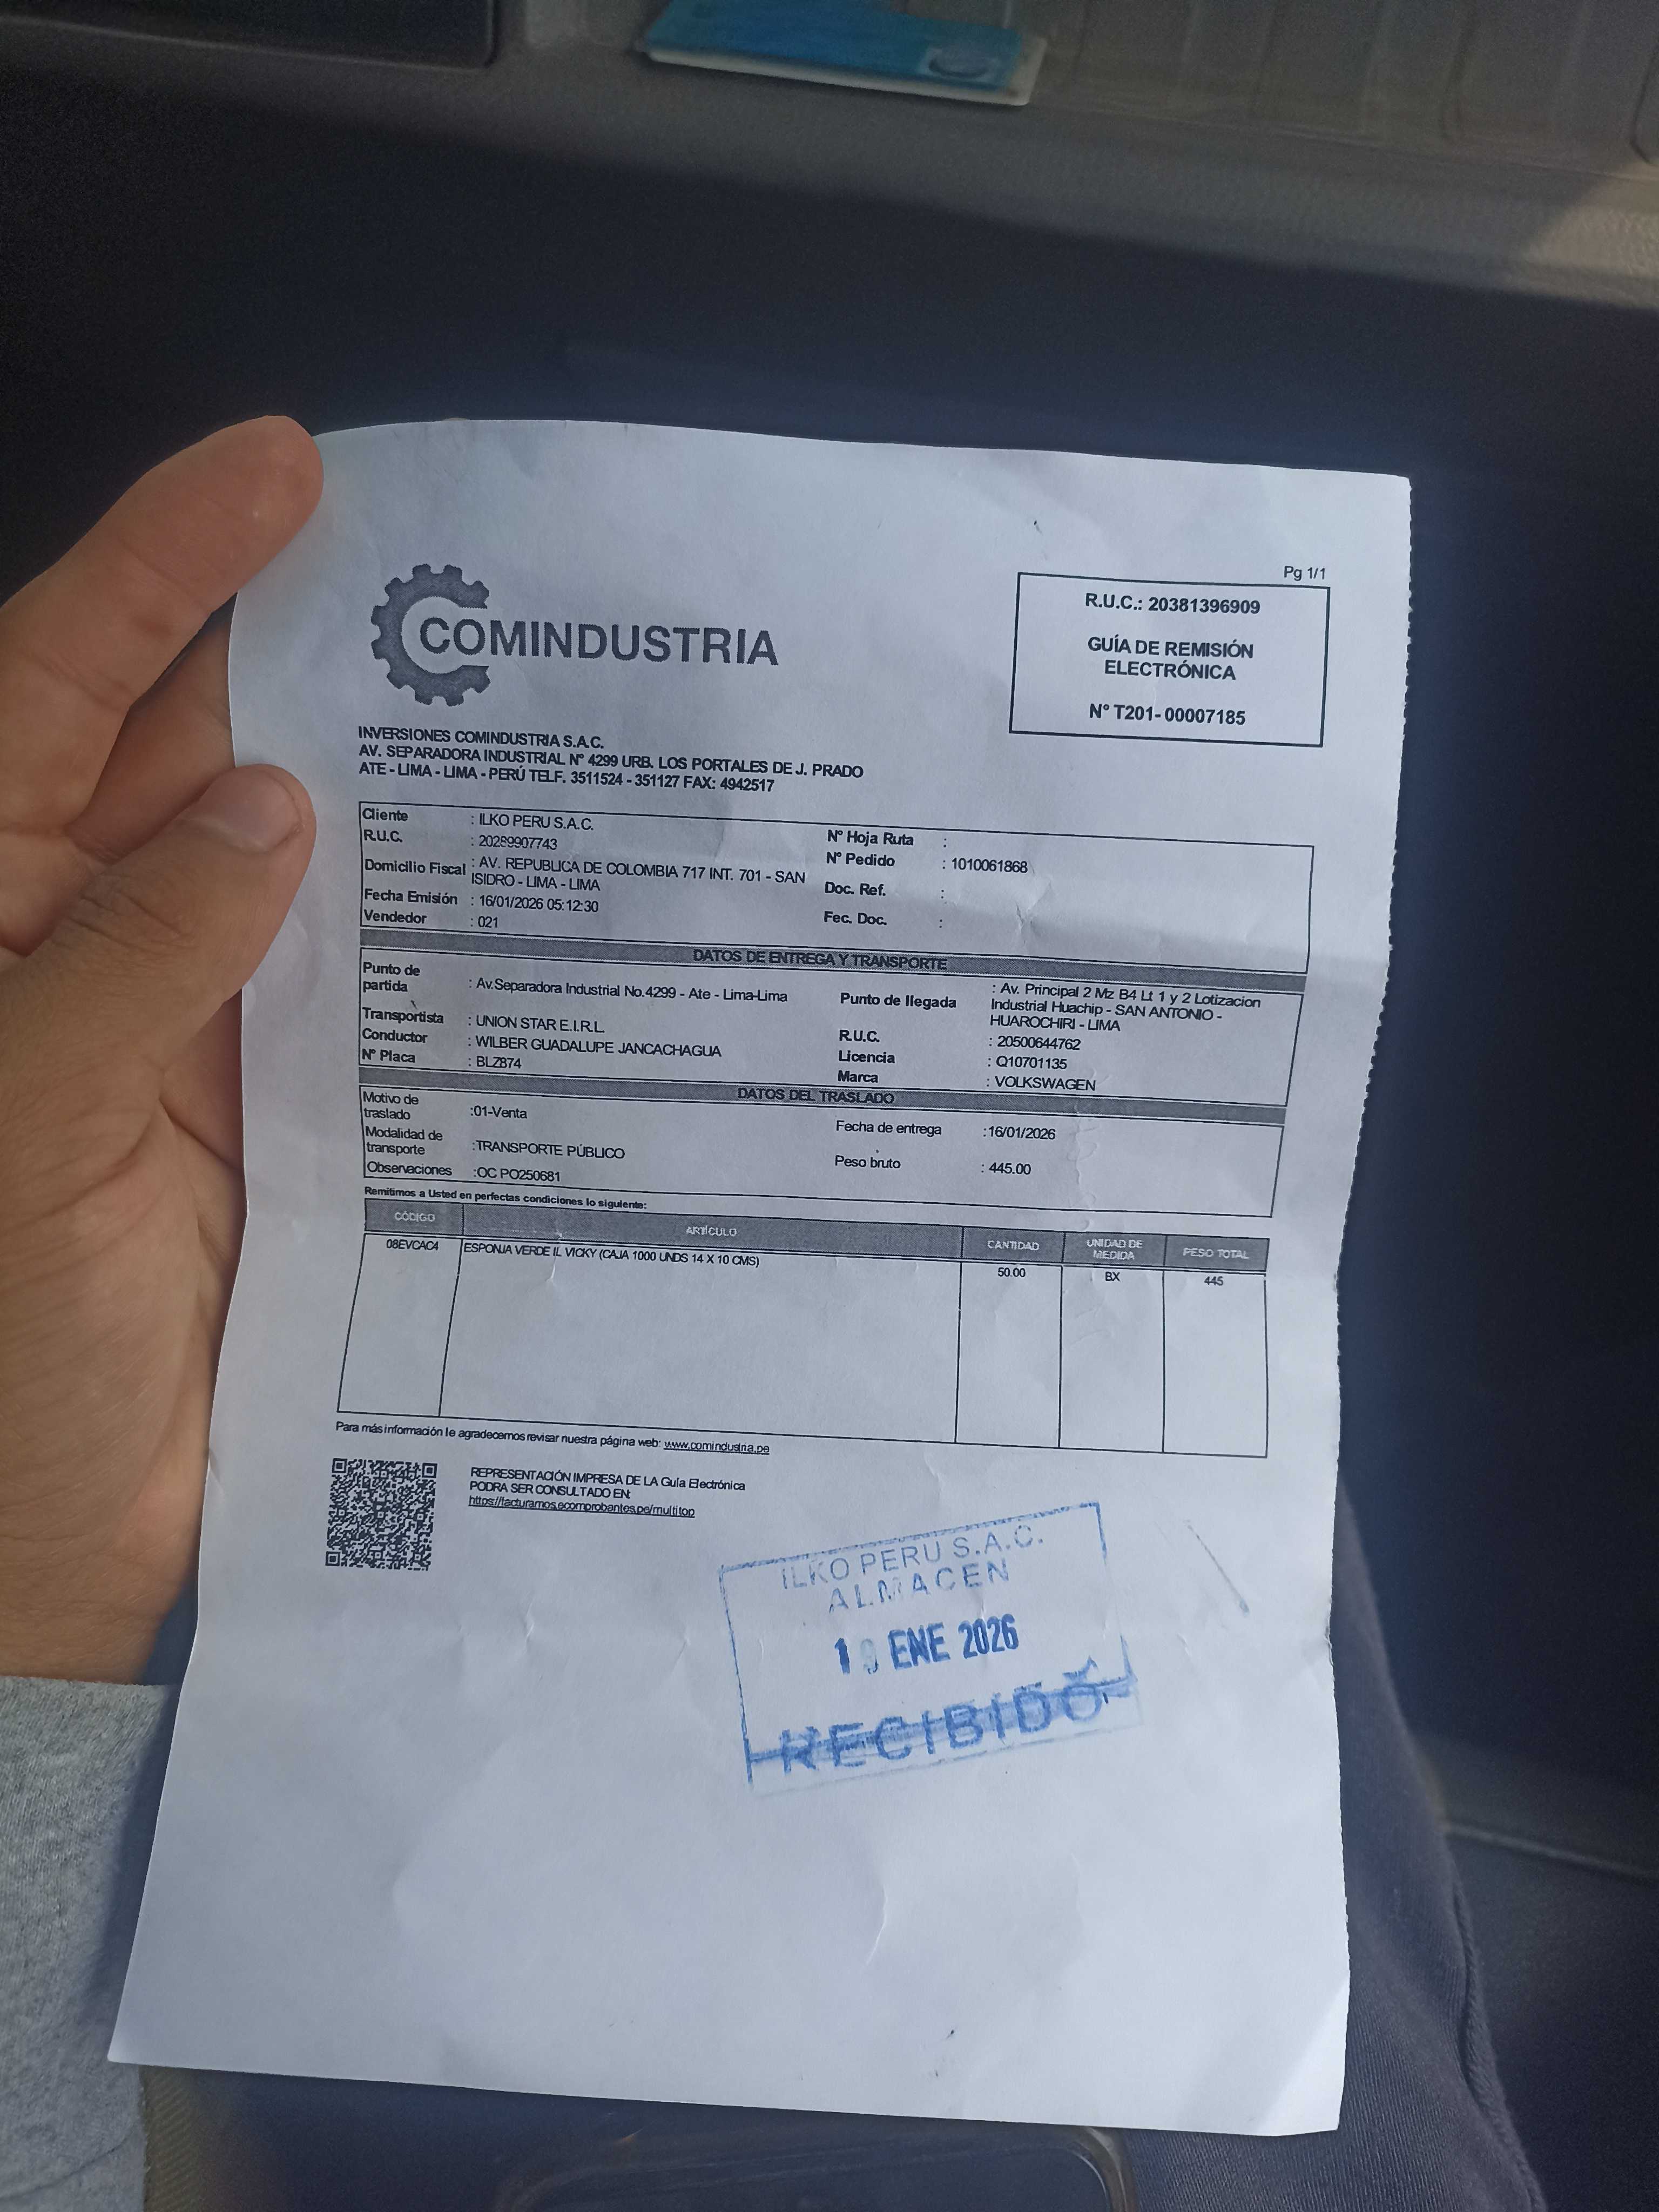 Pg 1/1
COMINDUSTRIA
R.U.C.: 20381396909
GUÍA DE REMISIÓN
ELECTRÓNICA
N° T201- 00007185
INVERSIONES COMINDUSTRIA S.A.C.
AV. SEPARADORA INDUSTRIAL N° 4299 URB. LOS PORTALES DE J. PRADO
ATE - LIMA - LIMA - PERÚ TELF. 3511524 - 351127 FAX: 4942517
Cliente : ILKO PERU S.A.C.
R.U.C. : 20289907743
Domicilio Fiscal : AV. REPUBLICA DE COLOMBIA 717 INT. 701 - SAN
ISIDRO - LIMA - LIMA
Fecha Emisión : 16/01/2026 05:12:30
Vendedor : 021
N° Hoja Ruta :
N° Pedido : 1010061868
Doc. Ref. :
Fec. Doc. :
DATOS DE ENTREGA Y TRANSPORTE
Punto de
partida : Av.Separadora Industrial No.4299 - Ate - Lima-Lima
Transportista : UNION STAR E.I.R.L
Conductor : WILBER GUADALUPE JANCACHAGUA
N° Placa : BLZ874
Punto de llegada : Av. Principal 2 Mz B4 Lt 1 y 2 Lotizacion
Industrial Huachip - SAN ANTONIO -
HUAROCHIRI - LIMA
R.U.C. : 20500644762
Licencia : Q10701135
Marca : VOLKSWAGEN
DATOS DEL TRASLADO
Motivo de
traslado :01-Venta
Modalidad de
transporte :TRANSPORTE PÚBLICO
Observaciones :OC PO250681
Fecha de entrega :16/01/2026
Peso bruto : 445.00
Remitimos a Usted en perfectas condiciones lo siguiente:
CÓDIGO ARTÍCULO CANTIDAD UNIDAD DE MEDIDA PESO TOTAL
08EVCAC4 ESPONJA VERDE IL VICKY (CAJA 1000 UNDS 14 X 10 CMS) 50.00 BX 445
Para más información le agradecemos revisar nuestra página web: www.comindustria.pe
REPRESENTACIÓN IMPRESA DE LA Guía Electrónica
PODRA SER CONSULTADO EN:
https://facturamos.ecomprobantes.pe/multitop
ILKO PERU S.A.C.
ALMACEN
19 ENE 2026
RECIBIDO